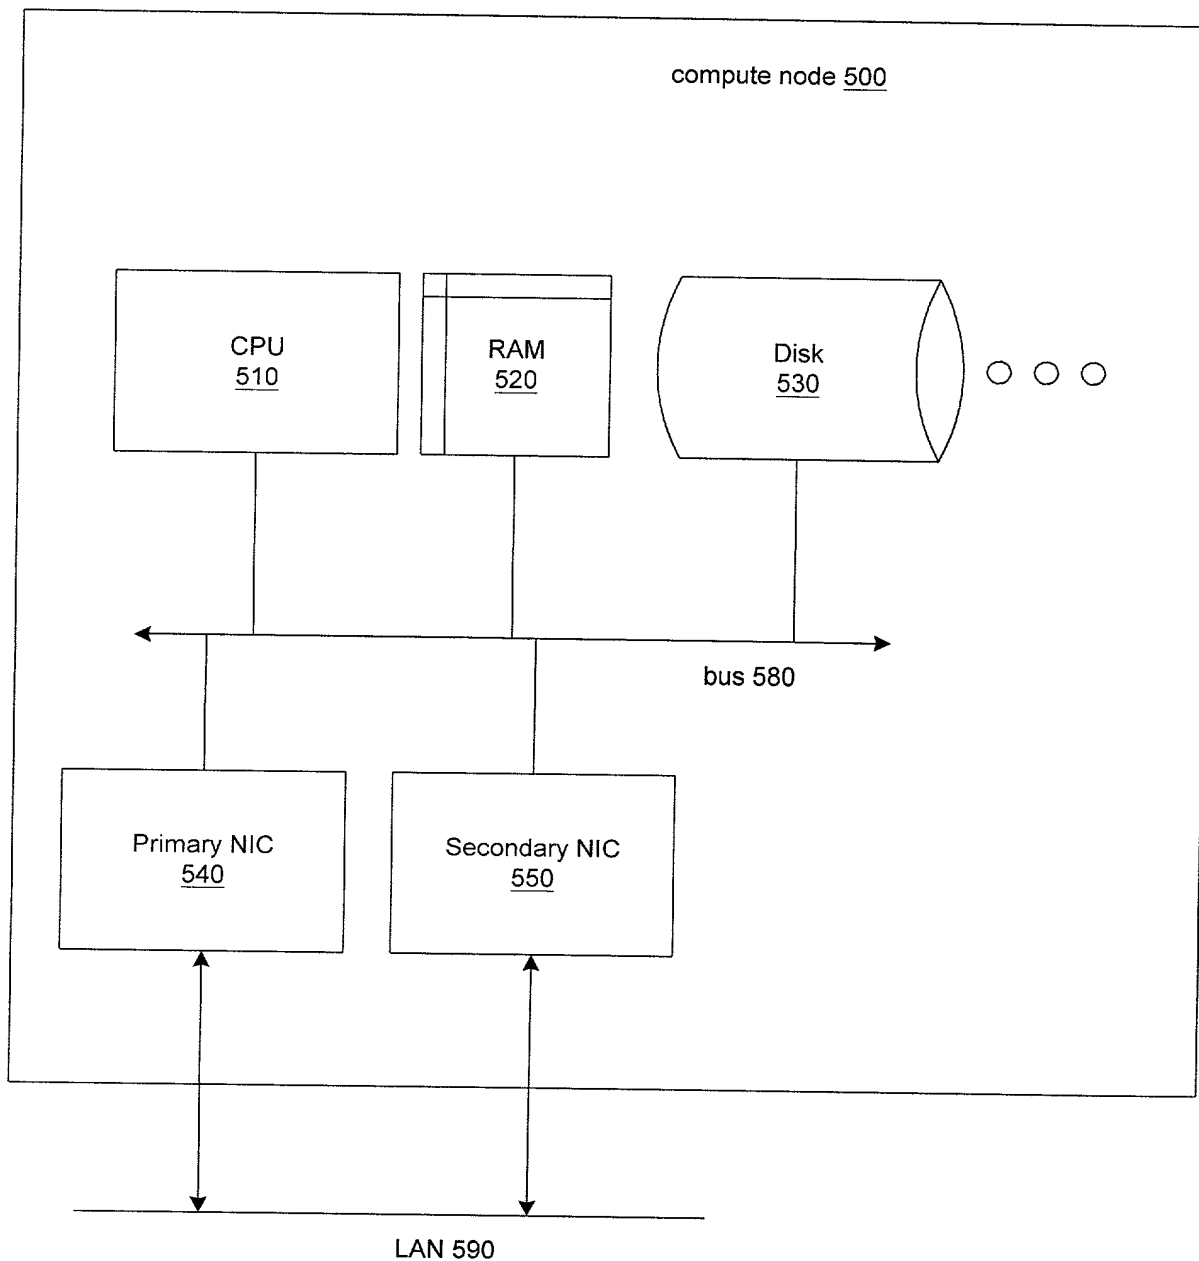 compute node 500
CPU
510
RAM
520
Disk
530
bus 580
Primary NIC
540
Secondary NIC
550
LAN 590